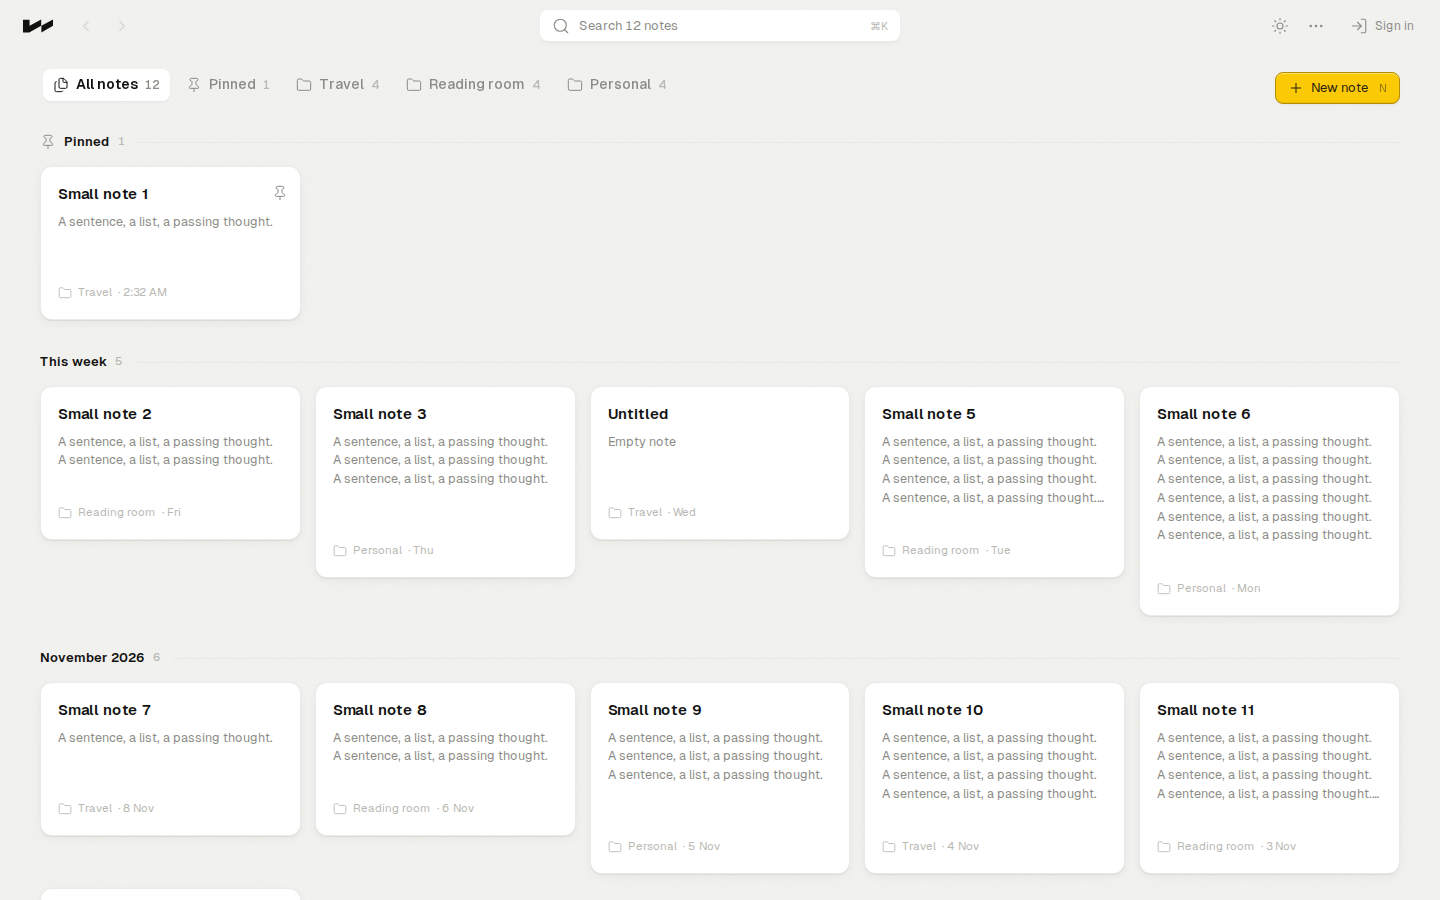 Search 12 notes ⌘K
Sign in
All notes 12
Pinned 1
Travel 4
Reading room 4
Personal 4
New note N
Pinned 1
Small note 1
A sentence, a list, a passing thought.
Travel · 2:32 AM
This week 5
Small note 2
A sentence, a list, a passing thought.
A sentence, a list, a passing thought.
Reading room · Fri
Small note 3
A sentence, a list, a passing thought.
A sentence, a list, a passing thought.
A sentence, a list, a passing thought.
Personal · Thu
Untitled
Empty note
Travel · Wed
Small note 5
A sentence, a list, a passing thought.
A sentence, a list, a passing thought.
A sentence, a list, a passing thought.
A sentence, a list, a passing thought....
Reading room · Tue
Small note 6
A sentence, a list, a passing thought.
A sentence, a list, a passing thought.
A sentence, a list, a passing thought.
A sentence, a list, a passing thought.
A sentence, a list, a passing thought.
A sentence, a list, a passing thought.
Personal · Mon
November 2026 6
Small note 7
A sentence, a list, a passing thought.
Travel · 8 Nov
Small note 8
A sentence, a list, a passing thought.
A sentence, a list, a passing thought.
Reading room · 6 Nov
Small note 9
A sentence, a list, a passing thought.
A sentence, a list, a passing thought.
A sentence, a list, a passing thought.
Personal · 5 Nov
Small note 10
A sentence, a list, a passing thought.
A sentence, a list, a passing thought.
A sentence, a list, a passing thought.
A sentence, a list, a passing thought.
Travel · 4 Nov
Small note 11
A sentence, a list, a passing thought.
A sentence, a list, a passing thought.
A sentence, a list, a passing thought.
A sentence, a list, a passing thought....
Reading room · 3 Nov